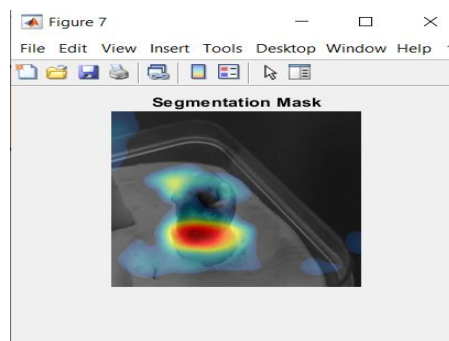 Figure 7
File Edit View Insert Tools Desktop Window Help
Segmentation Mask